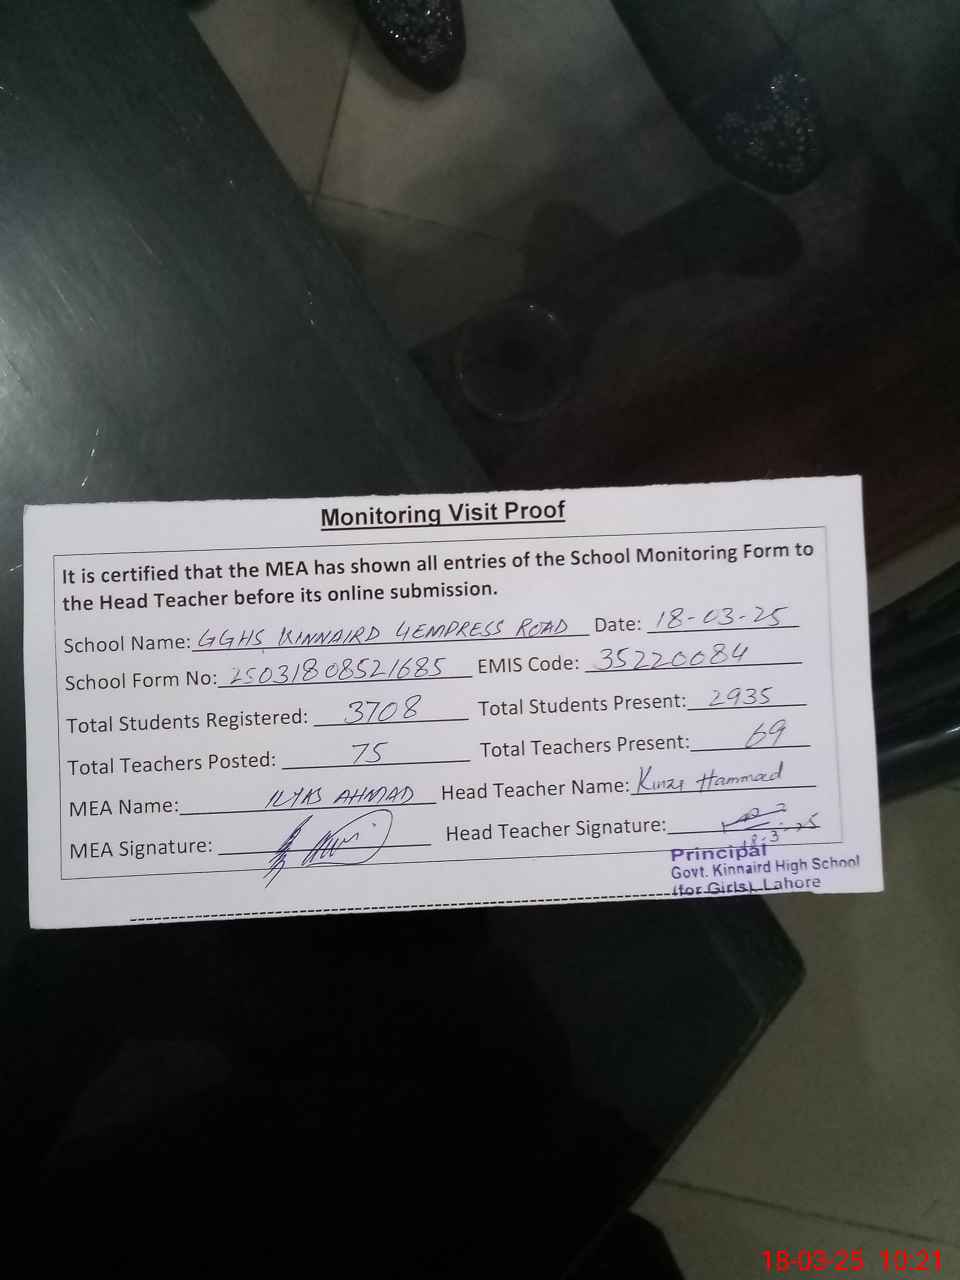 Monitoring Visit Proof
It is certified that the MEA has shown all entries of the School Monitoring Form to
the Head Teacher before its online submission.
School Name: GGHS KINNAIRD 4EMPRESS ROAD Date: 18-03-25
School Form No: 25031808521685 EMIS Code: 35220084
Total Students Registered: 3708 Total Students Present: 2935
Total Teachers Posted: 75 Total Teachers Present: 69
MEA Name: ILYAS AHMAD Head Teacher Name: Kinza Hammad
MEA Signature: Head Teacher Signature:
18-3-25
Principal
Govt. Kinnaird High School
(for Girls) Lahore
18-03-25 10:21